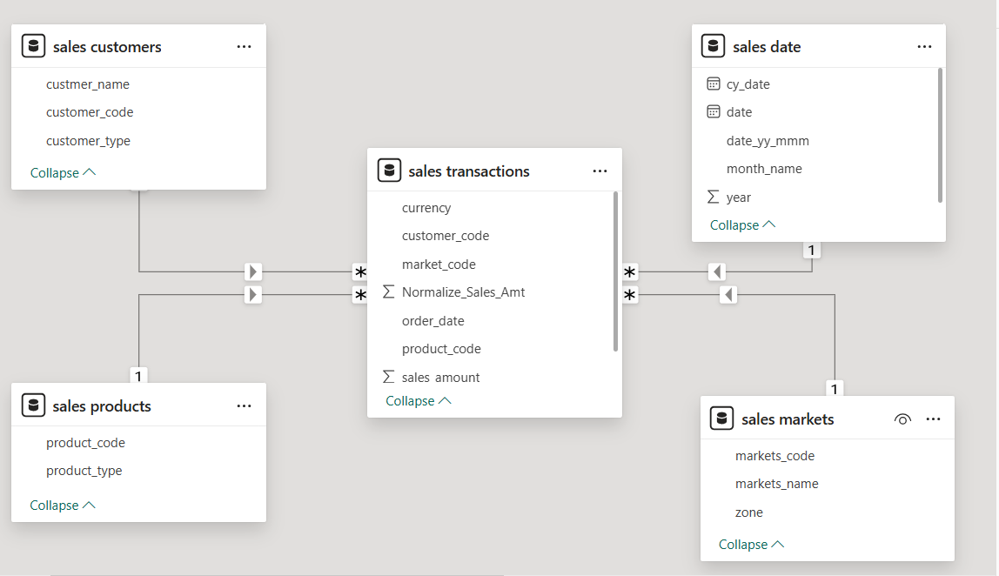 sales customers
custmer_name
customer_code
customer_type
Collapse
sales date
cy_date
date
date_yy_mmm
month_name
year
Collapse
1
sales transactions
currency
customer_code
market_code
Normalize_Sales_Amt
order_date
product_code
sales amount
Collapse
*
*
*
*
1
sales products
product_code
product_type
Collapse
1
sales markets
markets_code
markets_name
zone
Collapse